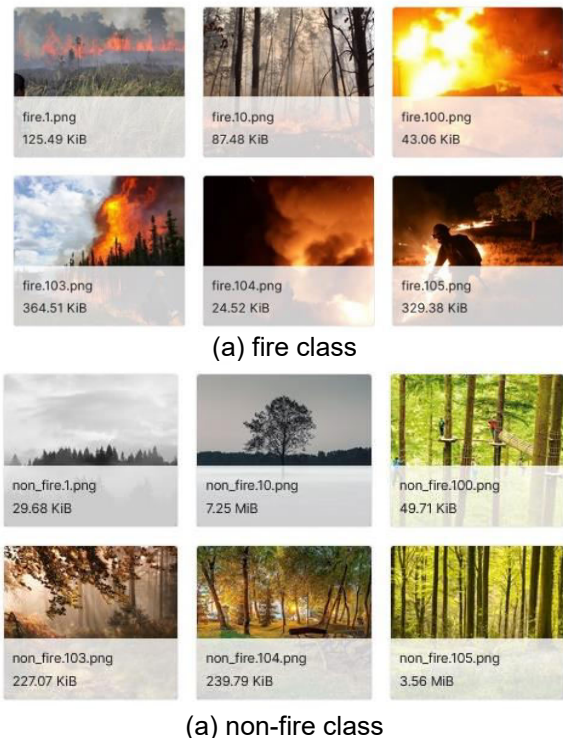 fire.1.png
125.49 KiB
fire.10.png
87.48 KiB
fire.100.png
43.06 KiB
fire.103.png
364.51 KiB
fire.104.png
24.52 KiB
fire.105.png
329.38 KiB
(a) fire class
non_fire.1.png
29.68 KiB
non_fire.10.png
7.25 MiB
non_fire.100.png
49.71 KiB
non_fire.103.png
227.07 KiB
non_fire.104.png
239.79 KiB
non_fire.105.png
3.56 MiB
(a) non-fire class